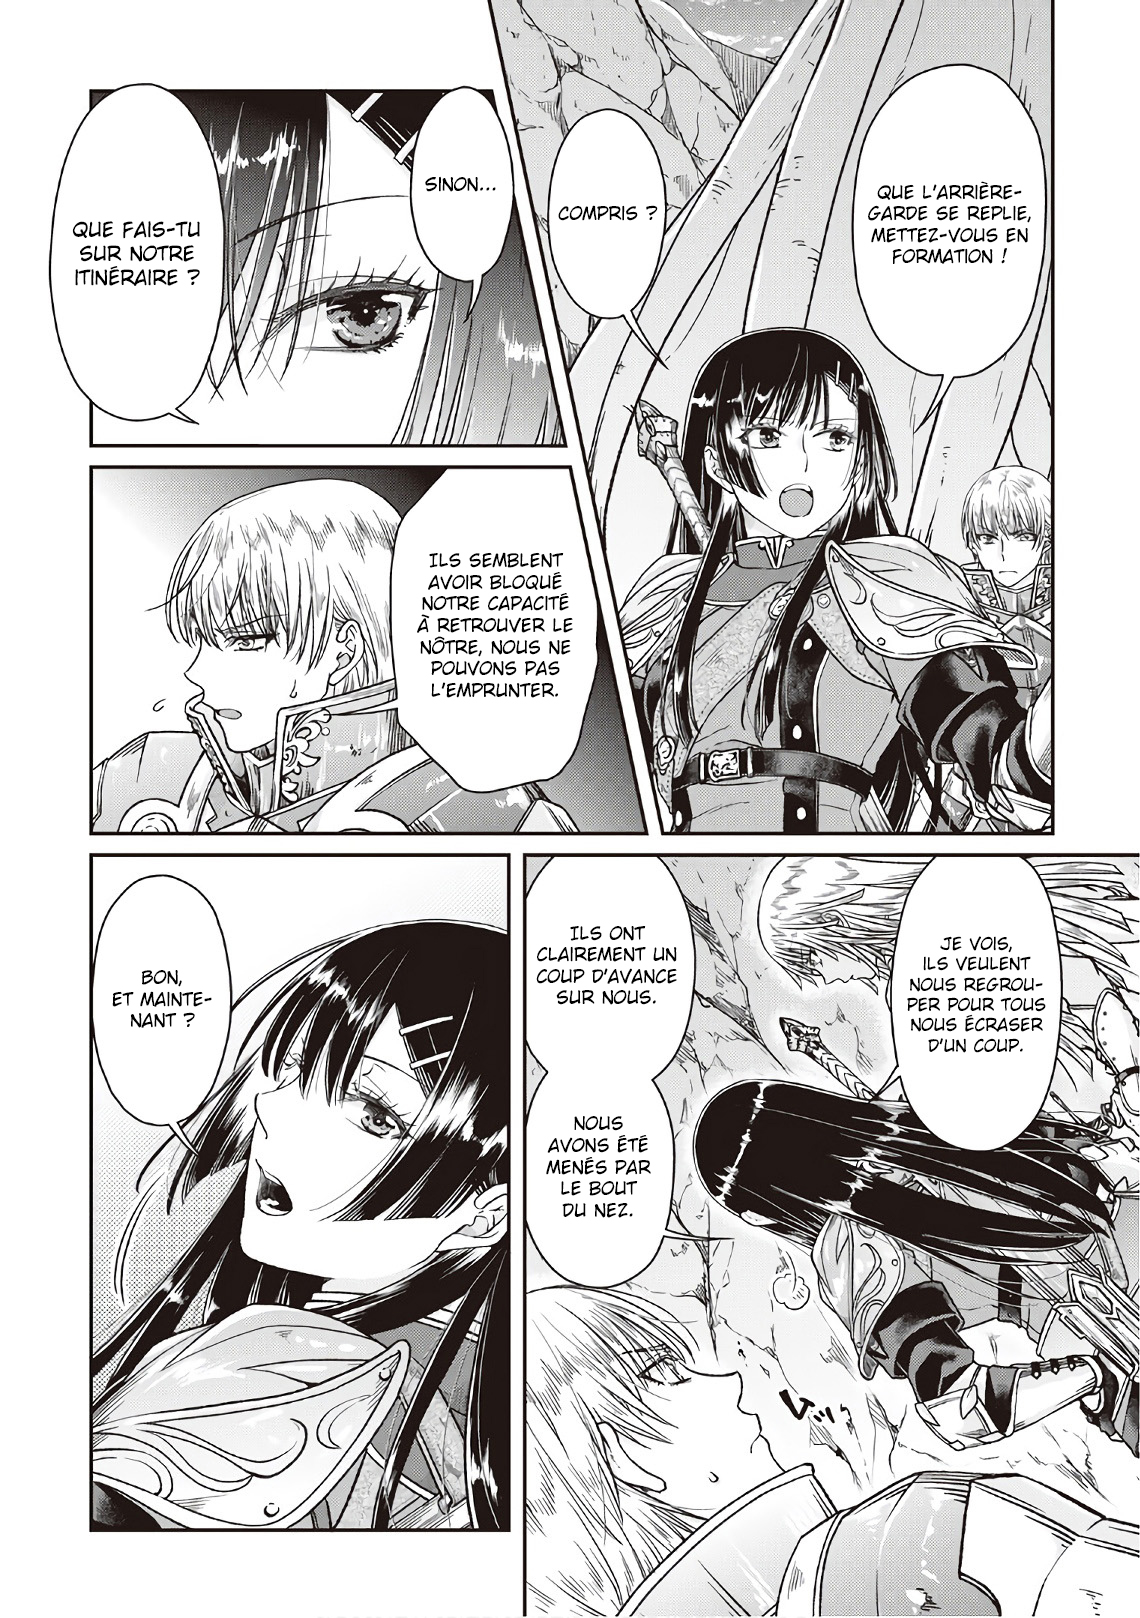 QUE L'ARRIÈRE-
GARDE SE REPLIE,
METTEZ-VOUS EN
FORMATION !
COMPRIS ?
SINON...
QUE FAIS-TU
SUR NOTRE
ITINÉRAIRE ?
ILS SEMBLENT
AVOIR BLOQUÉ
NOTRE CAPACITÉ
À RETROUVER LE
NÔTRE, NOUS NE
POUVONS PAS
L'EMPRUNTER.
JE VOIS,
ILS VEULENT
NOUS REGROU-
PER POUR TOUS
NOUS ÉCRASER
D'UN COUP.
ILS ONT
CLAIREMENT UN
COUP D'AVANCE
SUR NOUS.
NOUS
AVONS ÉTÉ
MENÉS PAR
LE BOUT
DU NEZ.
ムッ
BON,
ET MAINTE-
NANT ?